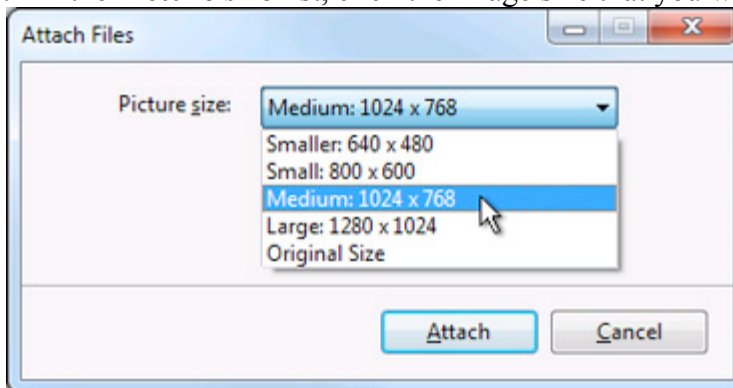 Attach Files
Picture size: Medium: 1024 x 768
Smaller: 640 x 480
Small: 800 x 600
Medium: 1024 x 768
Large: 1280 x 1024
Original Size
Attach Cancel